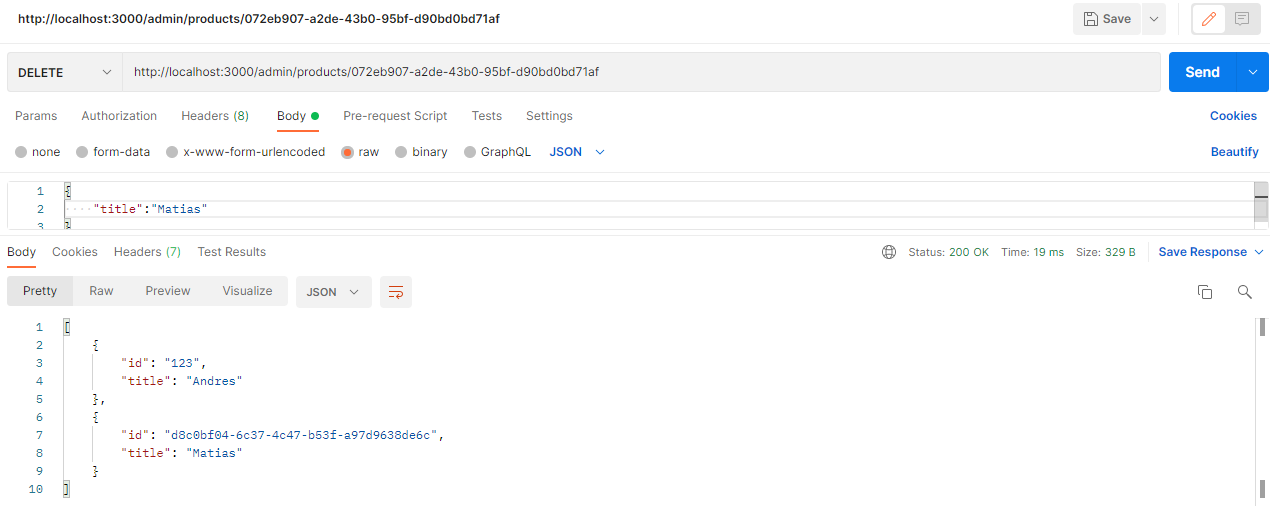 http://localhost:3000/admin/products/072eb907-a2de-43b0-95bf-d90bd0bd71af
Save
DELETE http://localhost:3000/admin/products/072eb907-a2de-43b0-95bf-d90bd0bd71af Send
Params Authorization Headers (8) Body Pre-request Script Tests Settings Cookies
none form-data x-www-form-urlencoded raw binary GraphQL JSON Beautify
1 {
2 "title":"Matias"
3 }
Body Cookies Headers (7) Test Results Status: 200 OK Time: 19 ms Size: 329 B Save Response
Pretty Raw Preview Visualize JSON
1 [
2 {
3 "id": "123",
4 "title": "Andres"
5 },
6 {
7 "id": "d8c0bf04-6c37-4c47-b53f-a97d9638de6c",
8 "title": "Matias"
9 }
10 ]